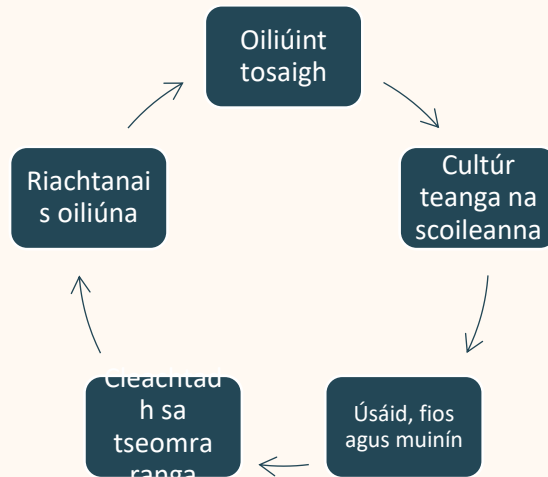 Oiliúint
tosaigh
Cultúr
teanga na
scoileanna
Úsáid, fios
agus muinín
Cleachtad
h sa
tseomra
ranga
Riachtanai
s oiliúna